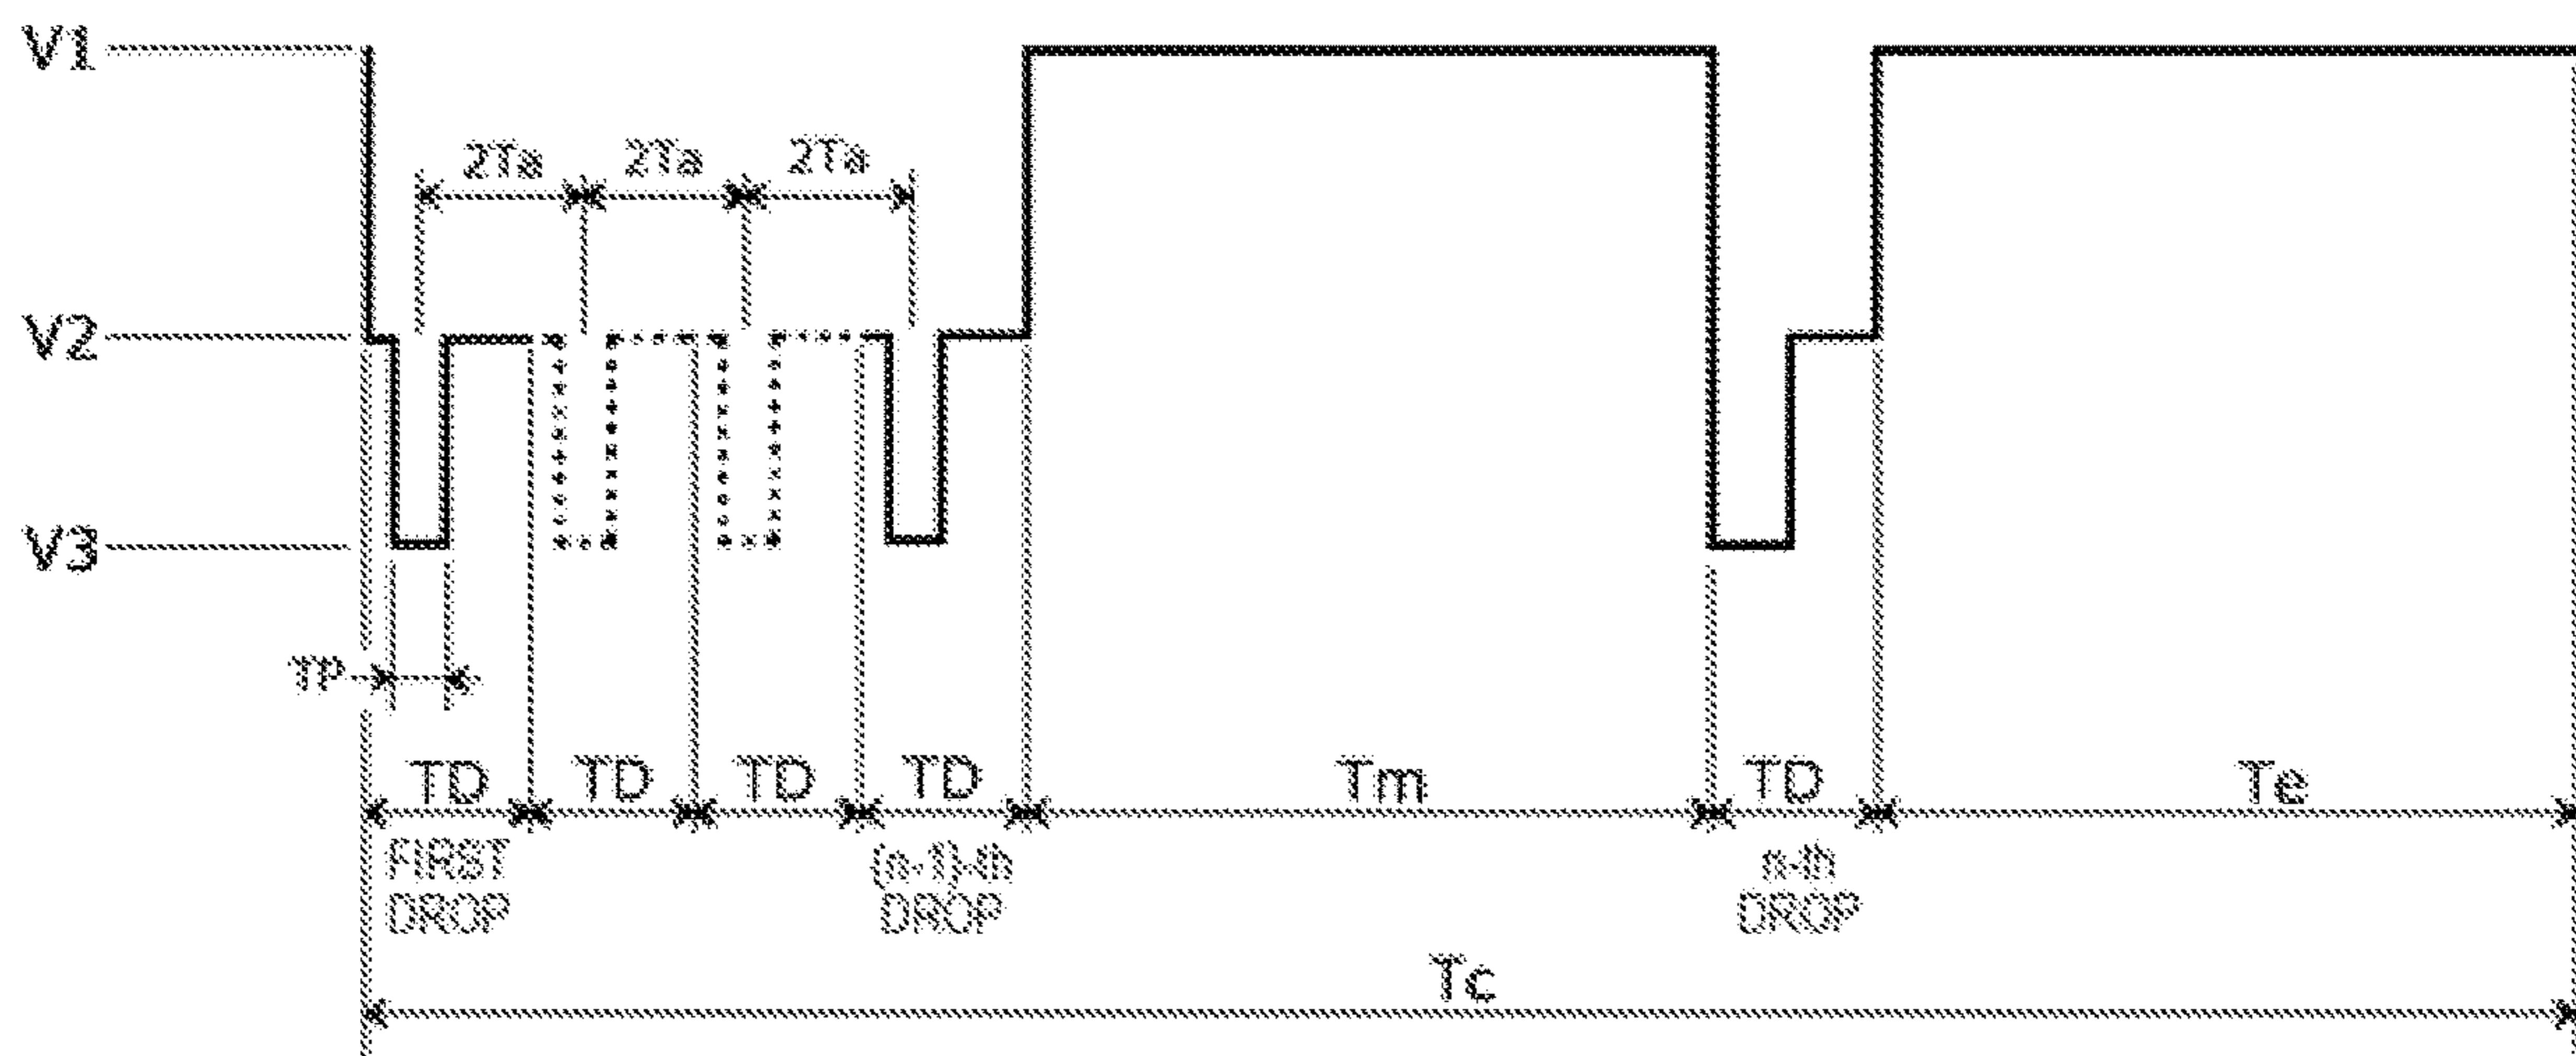 V1
2Ta 2Ta 2Ta
V2
V3
TP
TD TD TD TD Tm TD Te
FIRST (n-1)-th n-th
DROP DROP DROP
Tc